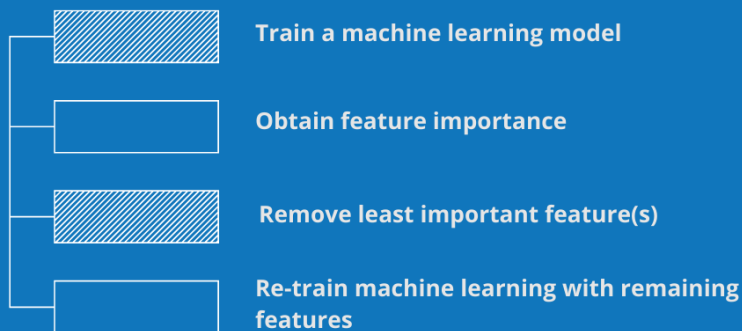 Train a machine learning model
Obtain feature importance
Remove least important feature(s)
Re-train machine learning with remaining
features